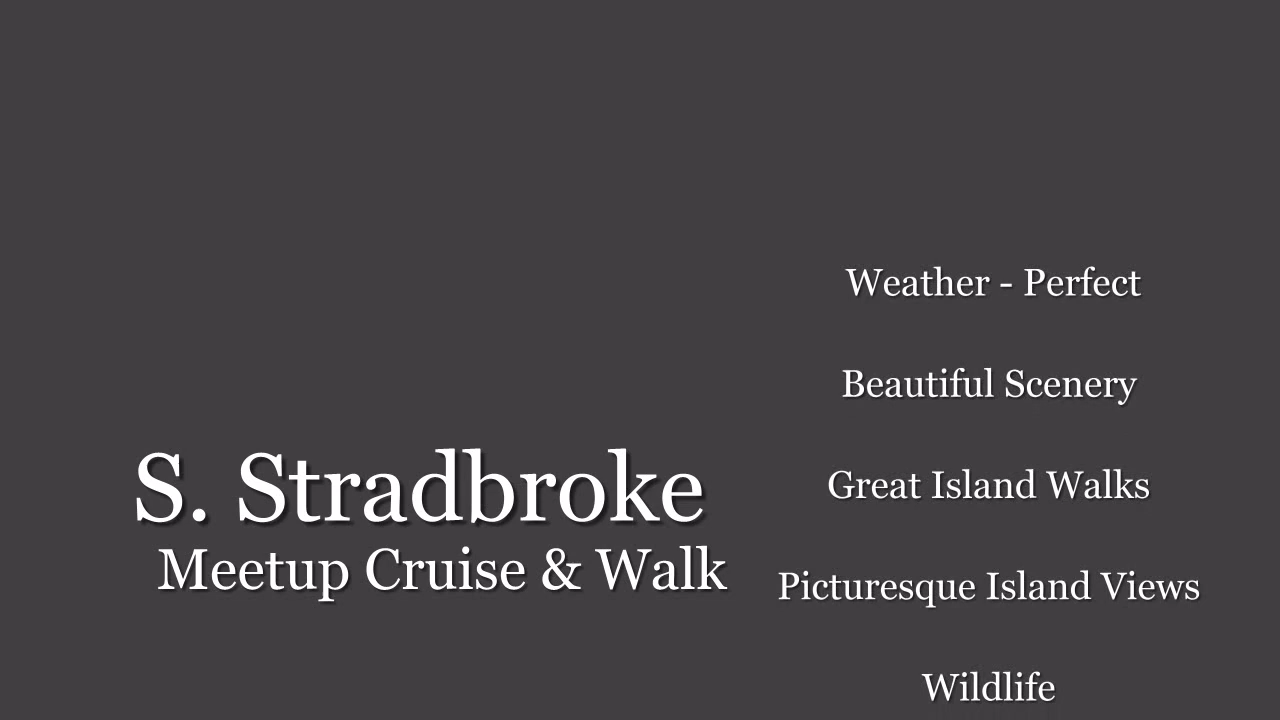 S. Stradbroke
Meetup Cruise & Walk
Weather - Perfect
Beautiful Scenery
Great Island Walks
Picturesque Island Views
Wildlife